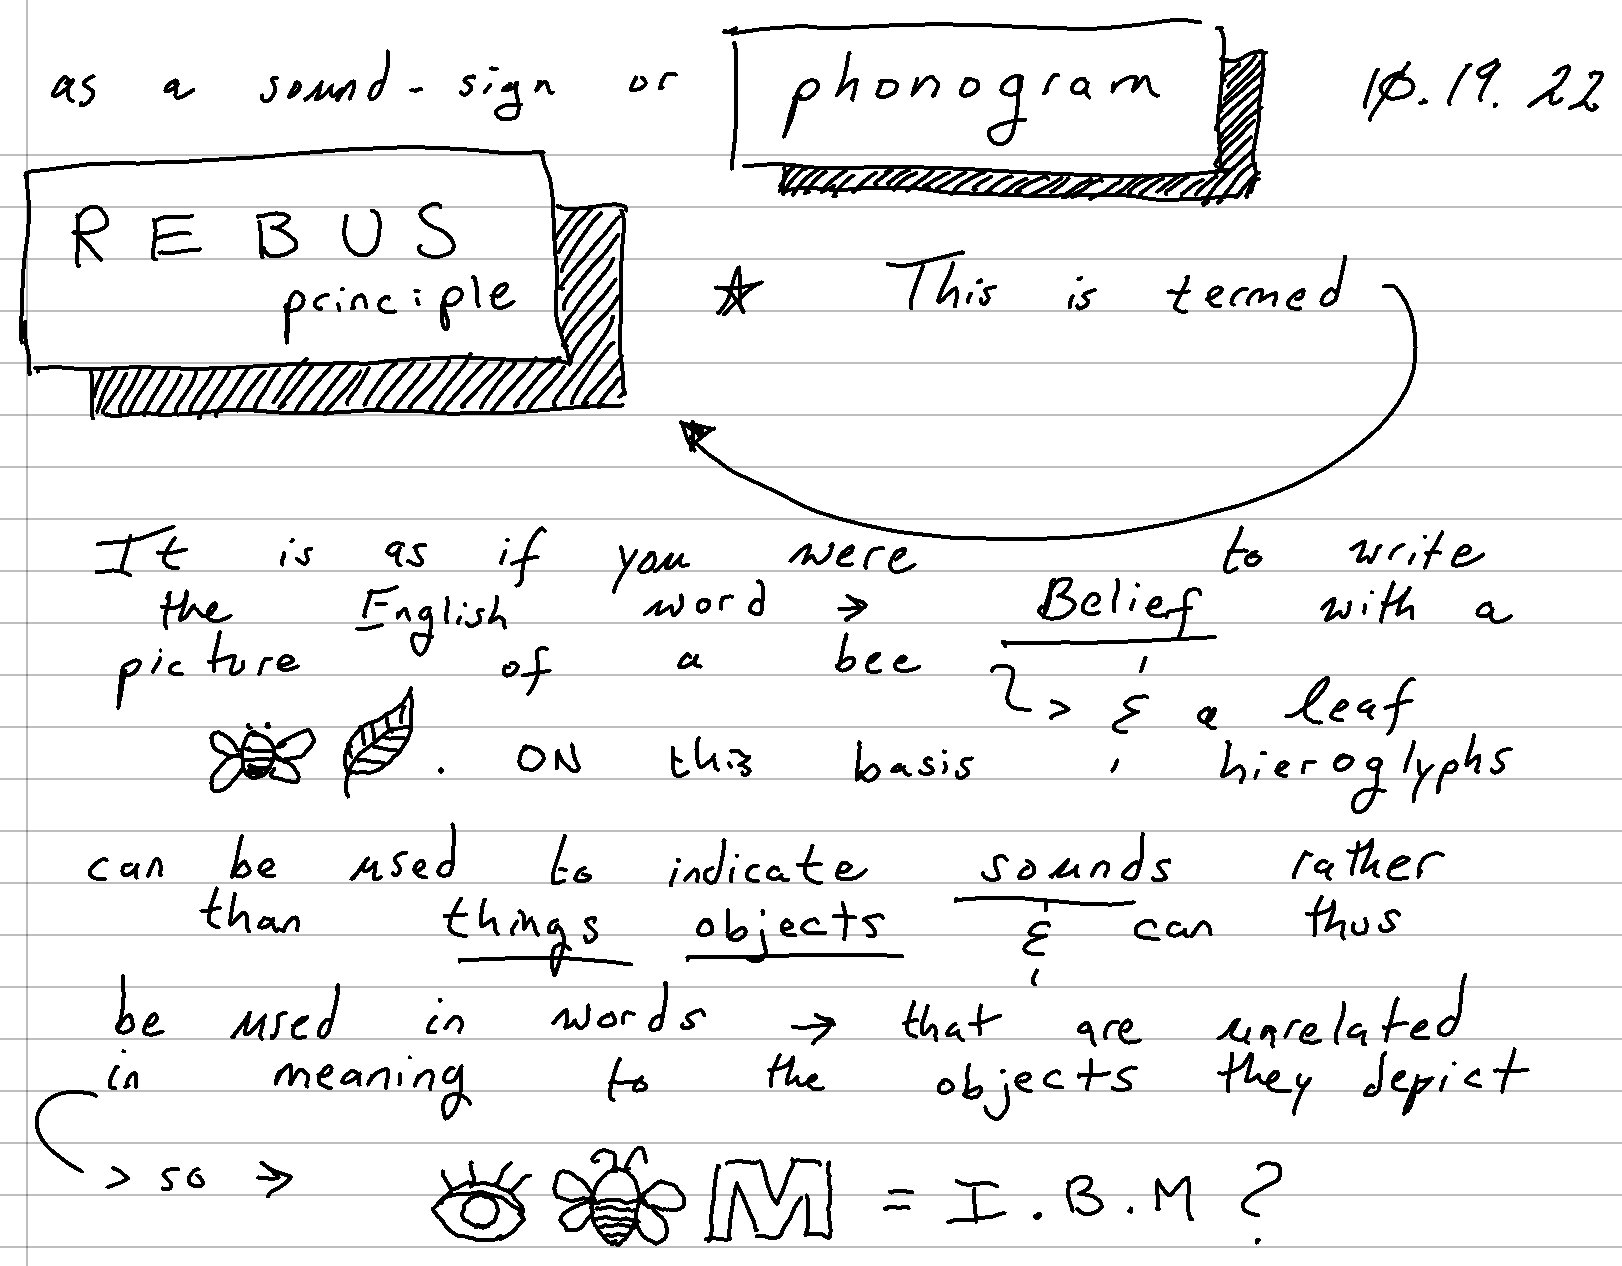 as a sound-sign or phonogram 10.19.22
REBUS
principle
This is termed
It is as if you were to write
the English word → Belief with a
picture of a bee
> & a leaf
. ON this basis, hieroglyphs
can be used to indicate sounds rather
than things objects & can thus
be used in words → that are unrelated
in meaning to the objects they depict
> so → M = I.B.M?